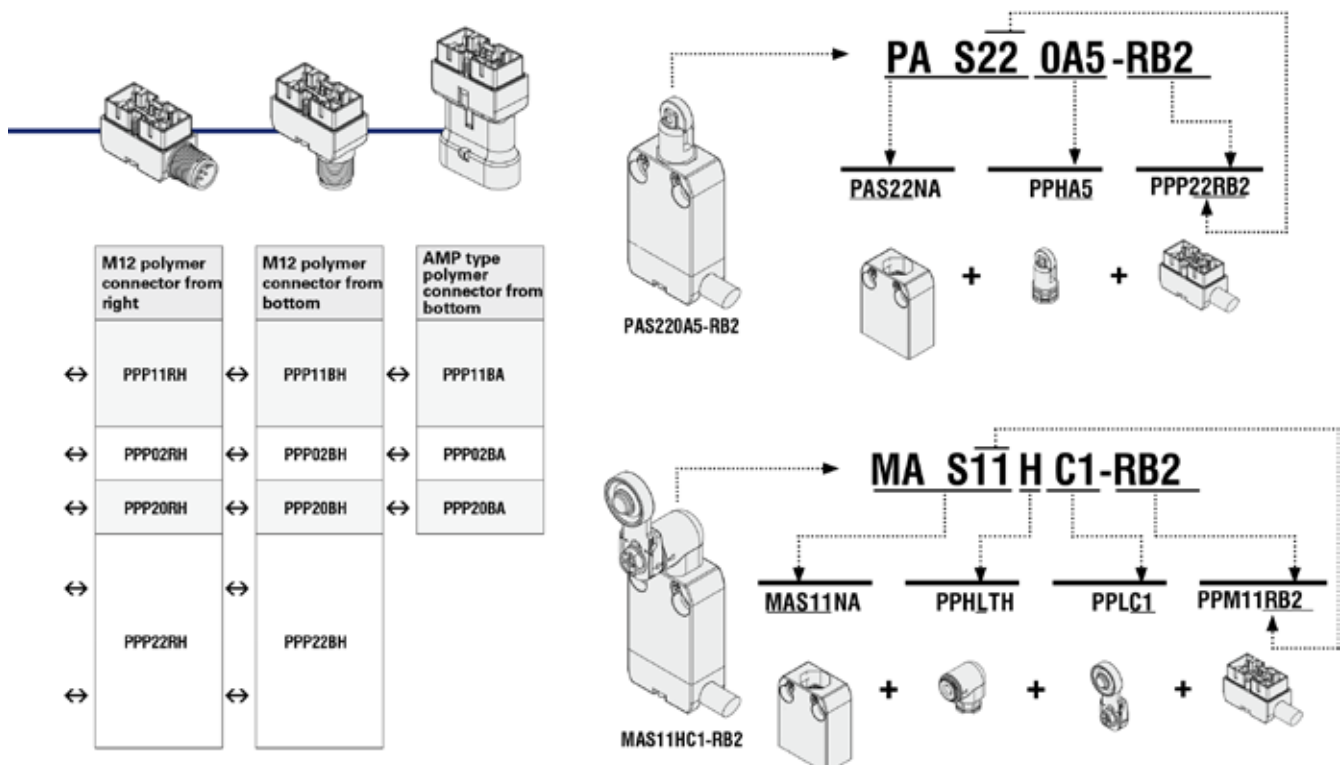 M12 polymer
connector from
right
M12 polymer
connector from
bottom
AMP type
polymer
connector from
bottom
↔ PPP11RH ↔ PPP11BH ↔ PPP11BA
↔ PPP02RH ↔ PPP02BH ↔ PPP02BA
↔ PPP20RH ↔ PPP20BH ↔ PPP20BA
↔ ↔
PPP22RH PPP22BH
↔ ↔
PA S22 0A5-RB2
PAS22NA PPHA5 PPP22RB2
+ +
PAS220A5-RB2
MA S11 H C1-RB2
MAS11NA PPHLTH PPLC1 PPM11RB2
+ + +
MAS11HC1-RB2